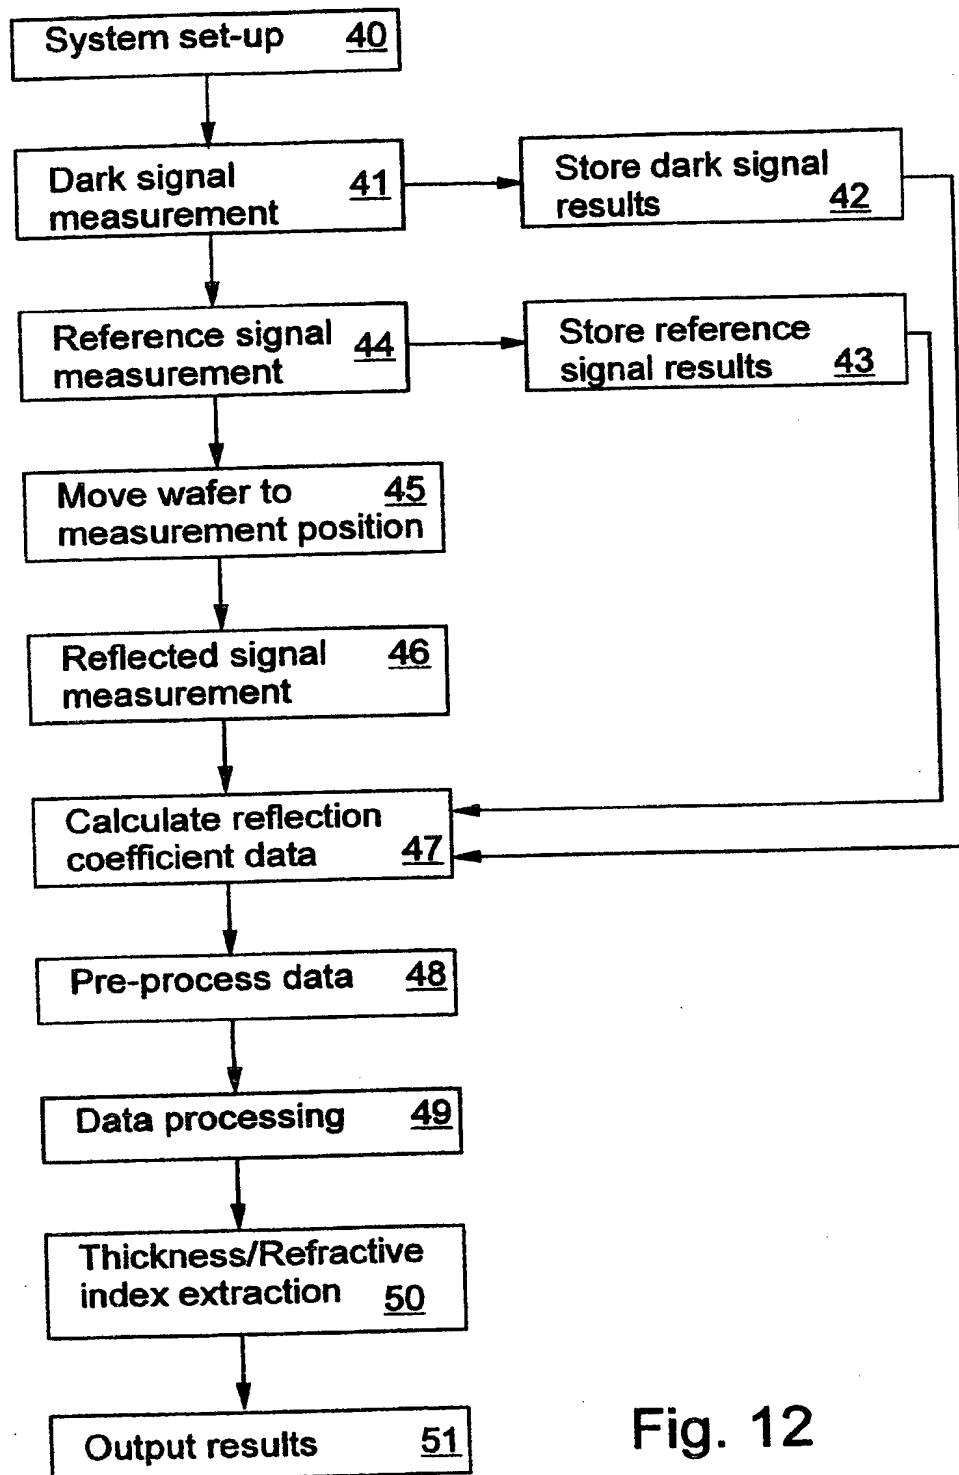 System set-up 40
Dark signal
measurement 41
Store dark signal
results 42
Reference signal
measurement 44
Store reference
signal results 43
Move wafer to 45
measurement position
Reflected signal 46
measurement
Calculate reflection
coefficient data 47
Pre-process data 48
Data processing 49
Thickness/Refractive
index extraction 50
Output results 51
Fig. 12